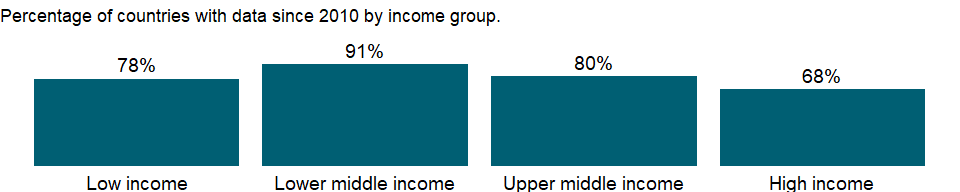 Percentage of countries with data since 2010 by income group.
78%
91%
80%
68%
Low income
Lower middle income
Upper middle income
High income